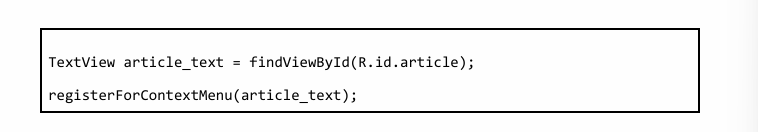 TextView article_text = findViewById(R.id.article);
registerForContextMenu(article_text);